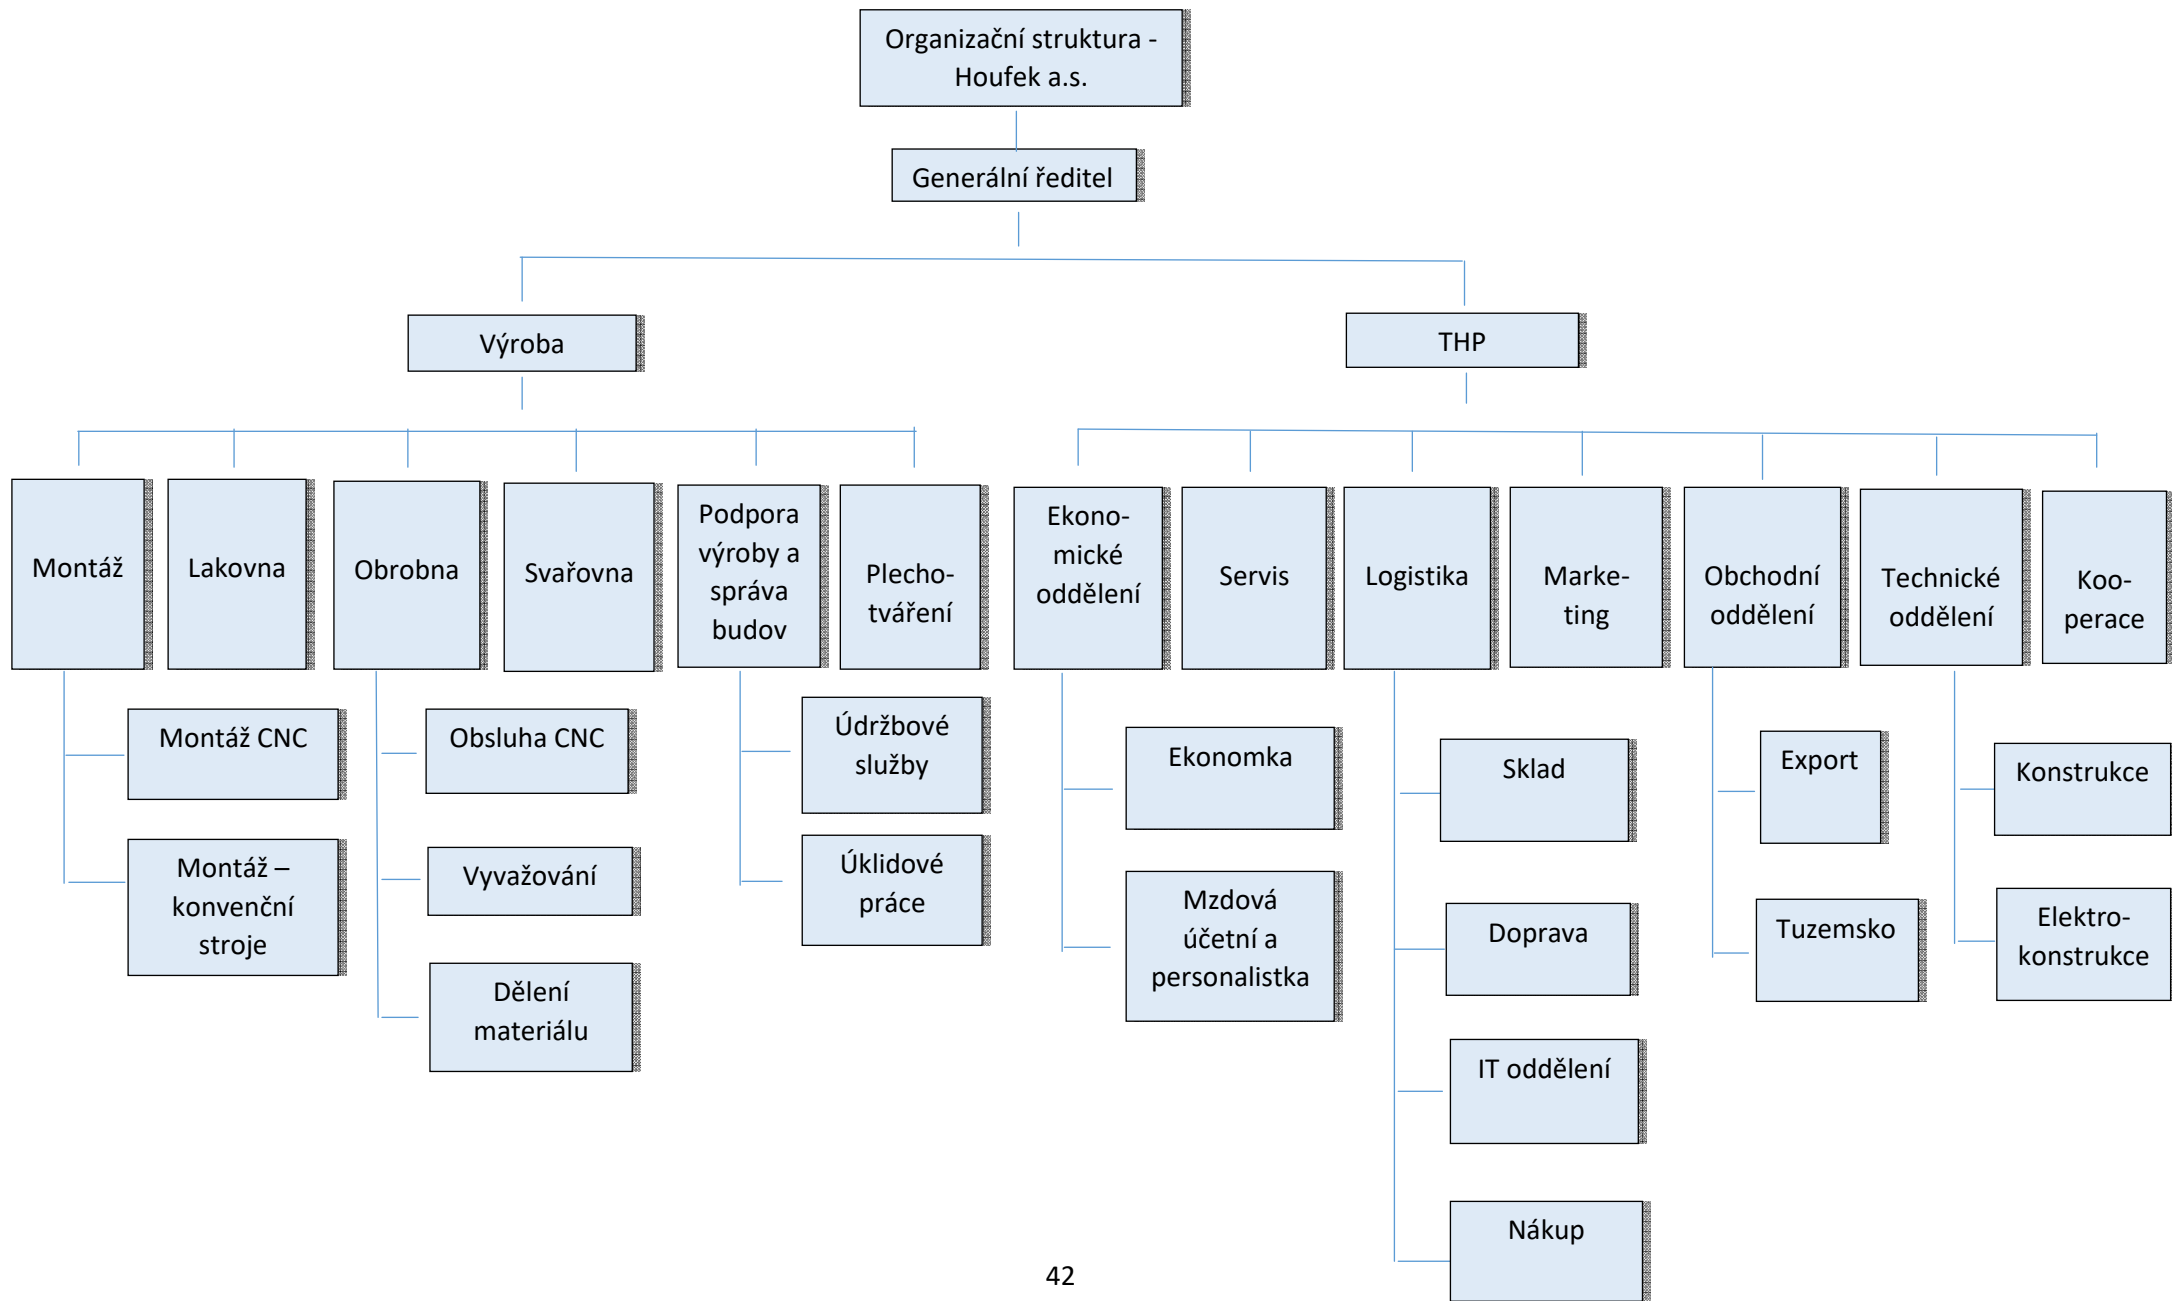 Organizační struktura -
Houfek a.s.
Generální ředitel
Výroba
THP
Montáž
Lakovna
Obrobna
Svařovna
Podpora
výroby a
správa
budov
Plecho-
tváření
Ekono-
mické
oddělení
Servis
Logistika
Marke-
ting
Obchodní
oddělení
Technické
oddělení
Koo-
perace
Montáž CNC
Montáž –
konvenční
stroje
Obsluha CNC
Vyvažování
Dělení
materiálu
Údržbové
služby
Úklidové
práce
Ekonomka
Mzdová
účetní a
personalistka
Sklad
Doprava
IT oddělení
Nákup
Export
Tuzemsko
Konstrukce
Elektro-
konstrukce
42